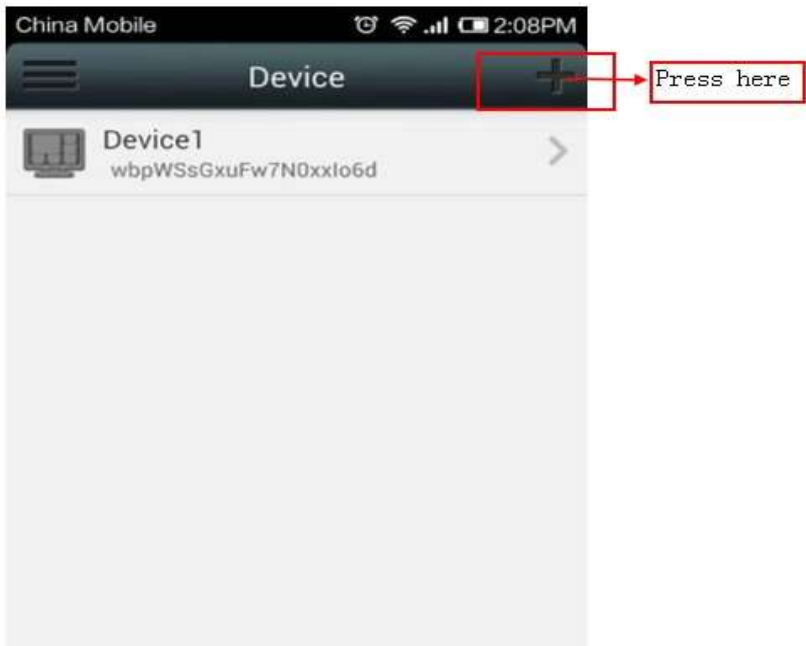 China Mobile 2:08PM
Device
Press here
Device1
wbpWSsGxuFw7N0xxIo6d